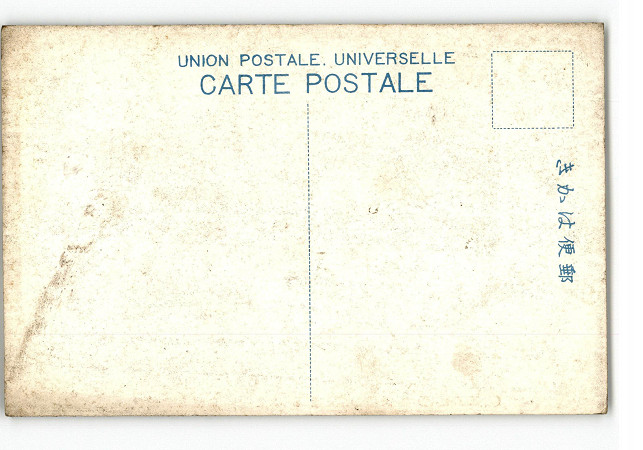 UNION POSTALE. UNIVERSELLE
CARTE POSTALE
郵便はかき